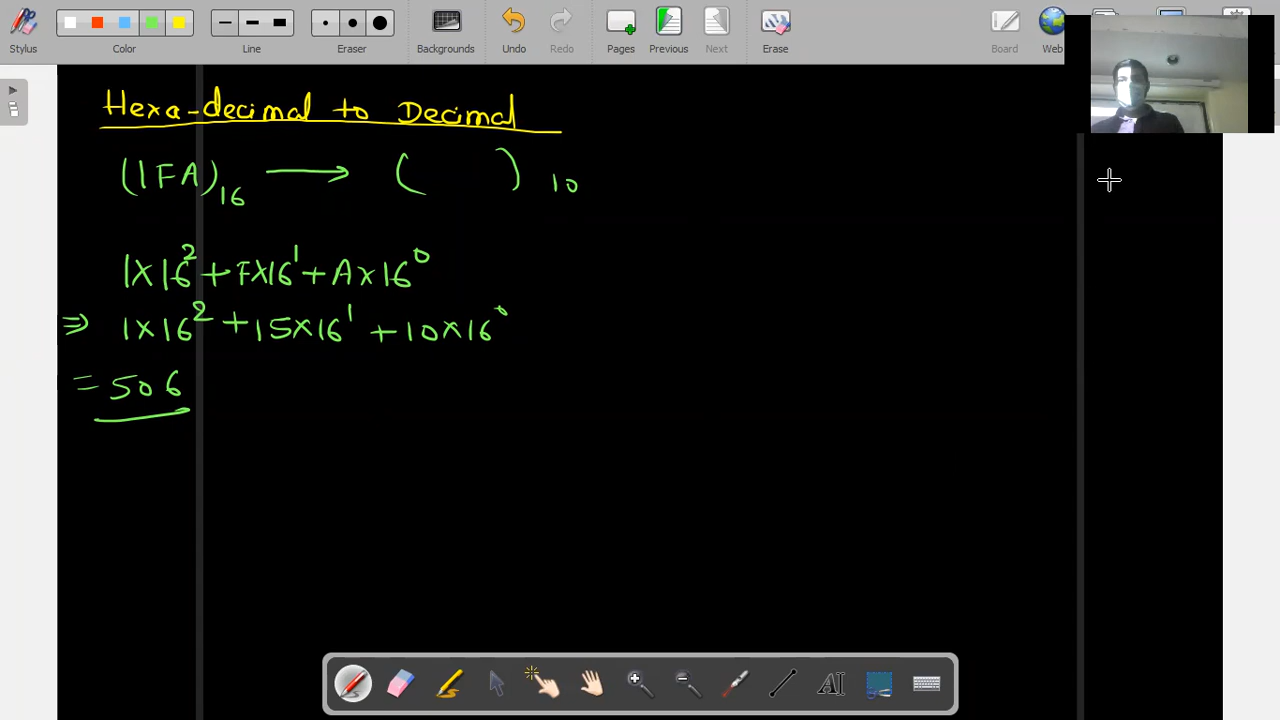 Stylus
Color
Line
Eraser
Backgrounds
Undo
Redo
Pages
Previous
Next
Erase
Board
Web
Hexa-decimal to Decimal
(1FA)₁₆ ⟶ ( )₁₀
1×16² + F×16¹ + A×16⁰
⇒ 1×16² + 15×16¹ + 10×16⁰
= 506
AI